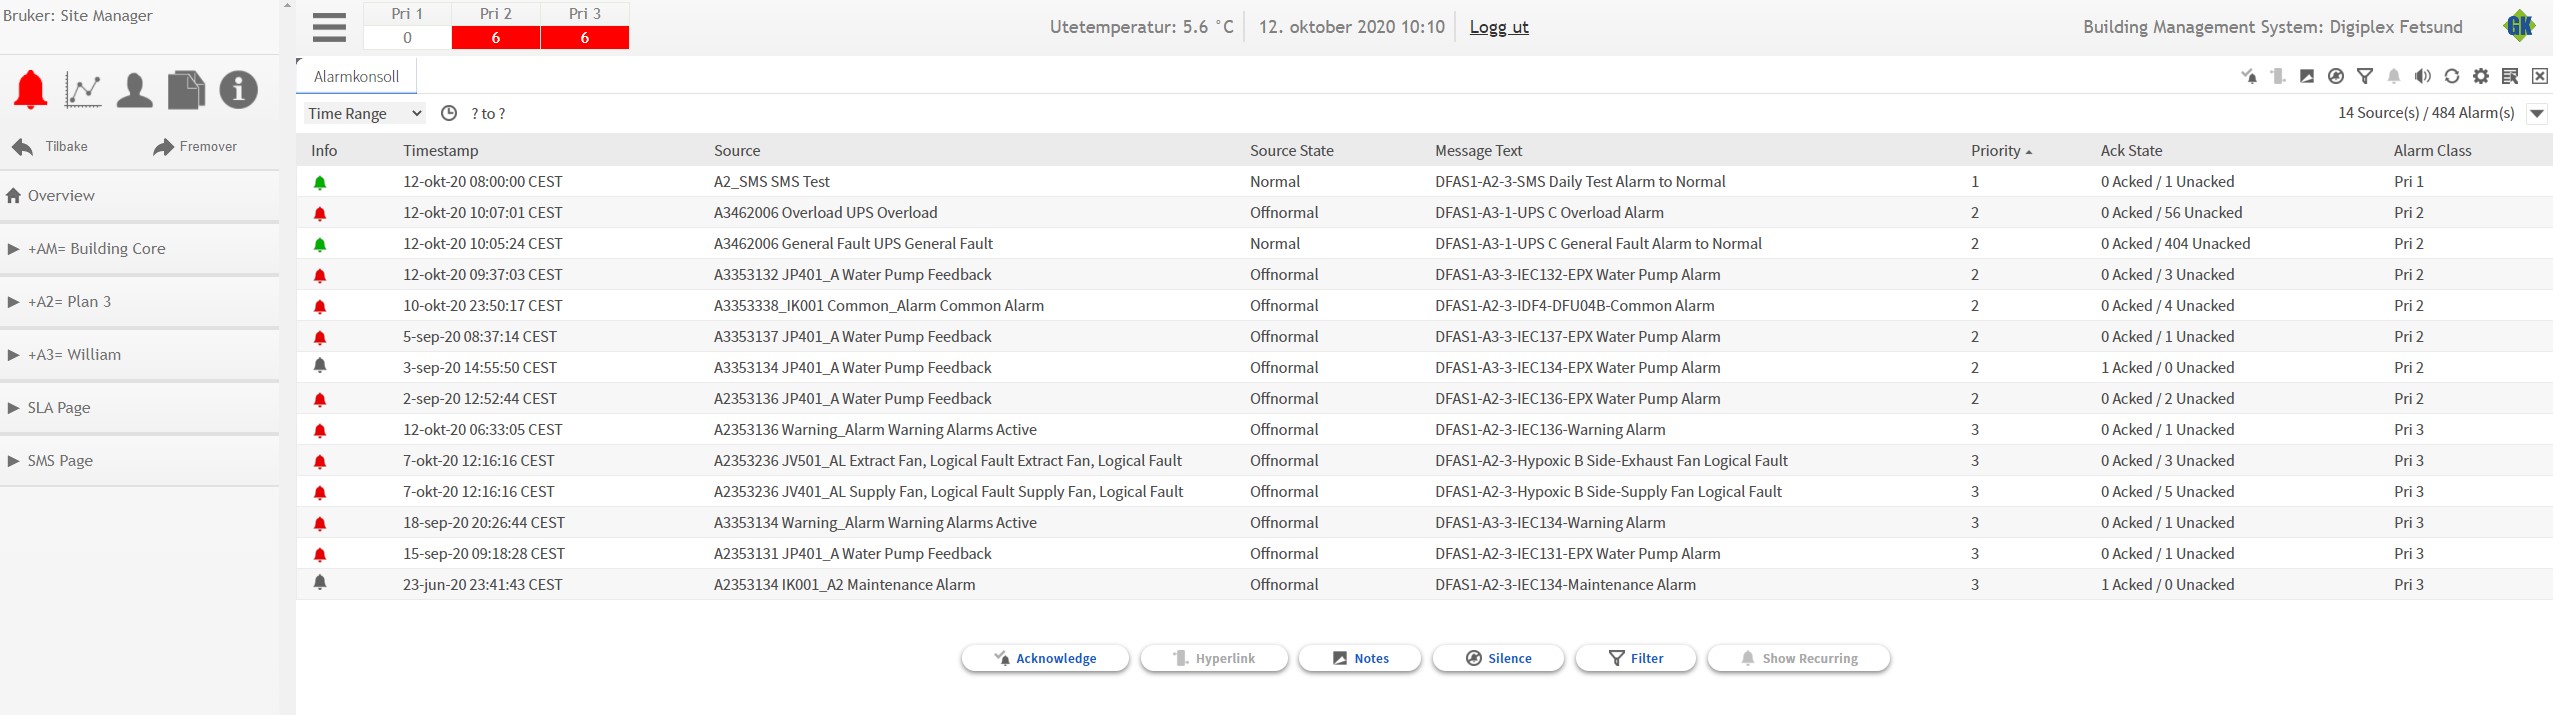 Bruker: Site Manager
Pri 1 Pri 2 Pri 3
0 6 6
Utetemperatur: 5.6 °C 12. oktober 2020 10:10 Logg ut
Building Management System: Digiplex Fetsund
GK
Tilbake Fremover
Overview
+AM= Building Core
+A2= Plan 3
+A3= William
SLA Page
SMS Page
Alarmkonsoll
Time Range ? to ? 14 Source(s) / 484 Alarm(s)
Info Timestamp Source Source State Message Text Priority Ack State Alarm Class
12-okt-20 08:00:00 CEST A2_SMS SMS Test Normal DFAS1-A2-3-SMS Daily Test Alarm to Normal 1 0 Acked / 1 Unacked Pri 1
12-okt-20 10:07:01 CEST A3462006 Overload UPS Overload Offnormal DFAS1-A3-1-UPS C Overload Alarm 2 0 Acked / 56 Unacked Pri 2
12-okt-20 10:05:24 CEST A3462006 General Fault UPS General Fault Normal DFAS1-A3-1-UPS C General Fault Alarm to Normal 2 0 Acked / 404 Unacked Pri 2
12-okt-20 09:37:03 CEST A3353132 JP401_A Water Pump Feedback Offnormal DFAS1-A3-3-IEC132-EPX Water Pump Alarm 2 0 Acked / 3 Unacked Pri 2
10-okt-20 23:50:17 CEST A3353338_IK001 Common_Alarm Common Alarm Offnormal DFAS1-A2-3-IDF4-DFU04B-Common Alarm 2 0 Acked / 4 Unacked Pri 2
5-sep-20 08:37:14 CEST A3353137 JP401_A Water Pump Feedback Offnormal DFAS1-A3-3-IEC137-EPX Water Pump Alarm 2 0 Acked / 1 Unacked Pri 2
3-sep-20 14:55:50 CEST A3353134 JP401_A Water Pump Feedback Offnormal DFAS1-A3-3-IEC134-EPX Water Pump Alarm 2 1 Acked / 0 Unacked Pri 2
2-sep-20 12:52:44 CEST A2353136 JP401_A Water Pump Feedback Offnormal DFAS1-A2-3-IEC136-EPX Water Pump Alarm 2 0 Acked / 2 Unacked Pri 2
12-okt-20 06:33:05 CEST A2353136 Warning_Alarm Warning Alarms Active Offnormal DFAS1-A2-3-IEC136-Warning Alarm 3 0 Acked / 1 Unacked Pri 3
7-okt-20 12:16:16 CEST A2353236 JV501_AL Extract Fan, Logical Fault Extract Fan, Logical Fault Offnormal DFAS1-A2-3-Hypoxic B Side-Exhaust Fan Logical Fault 3 0 Acked / 3 Unacked Pri 3
7-okt-20 12:16:16 CEST A2353236 JV401_AL Supply Fan, Logical Fault Supply Fan, Logical Fault Offnormal DFAS1-A2-3-Hypoxic B Side-Supply Fan Logical Fault 3 0 Acked / 5 Unacked Pri 3
18-sep-20 20:26:44 CEST A3353134 Warning_Alarm Warning Alarms Active Offnormal DFAS1-A3-3-IEC134-Warning Alarm 3 0 Acked / 1 Unacked Pri 3
15-sep-20 09:18:28 CEST A2353131 JP401_A Water Pump Feedback Offnormal DFAS1-A2-3-IEC131-EPX Water Pump Alarm 3 0 Acked / 1 Unacked Pri 3
23-jun-20 23:41:43 CEST A2353134 IK001_A2 Maintenance Alarm Offnormal DFAS1-A2-3-IEC134-Maintenance Alarm 3 1 Acked / 0 Unacked Pri 3
Acknowledge Hyperlink Notes Silence Filter Show Recurring